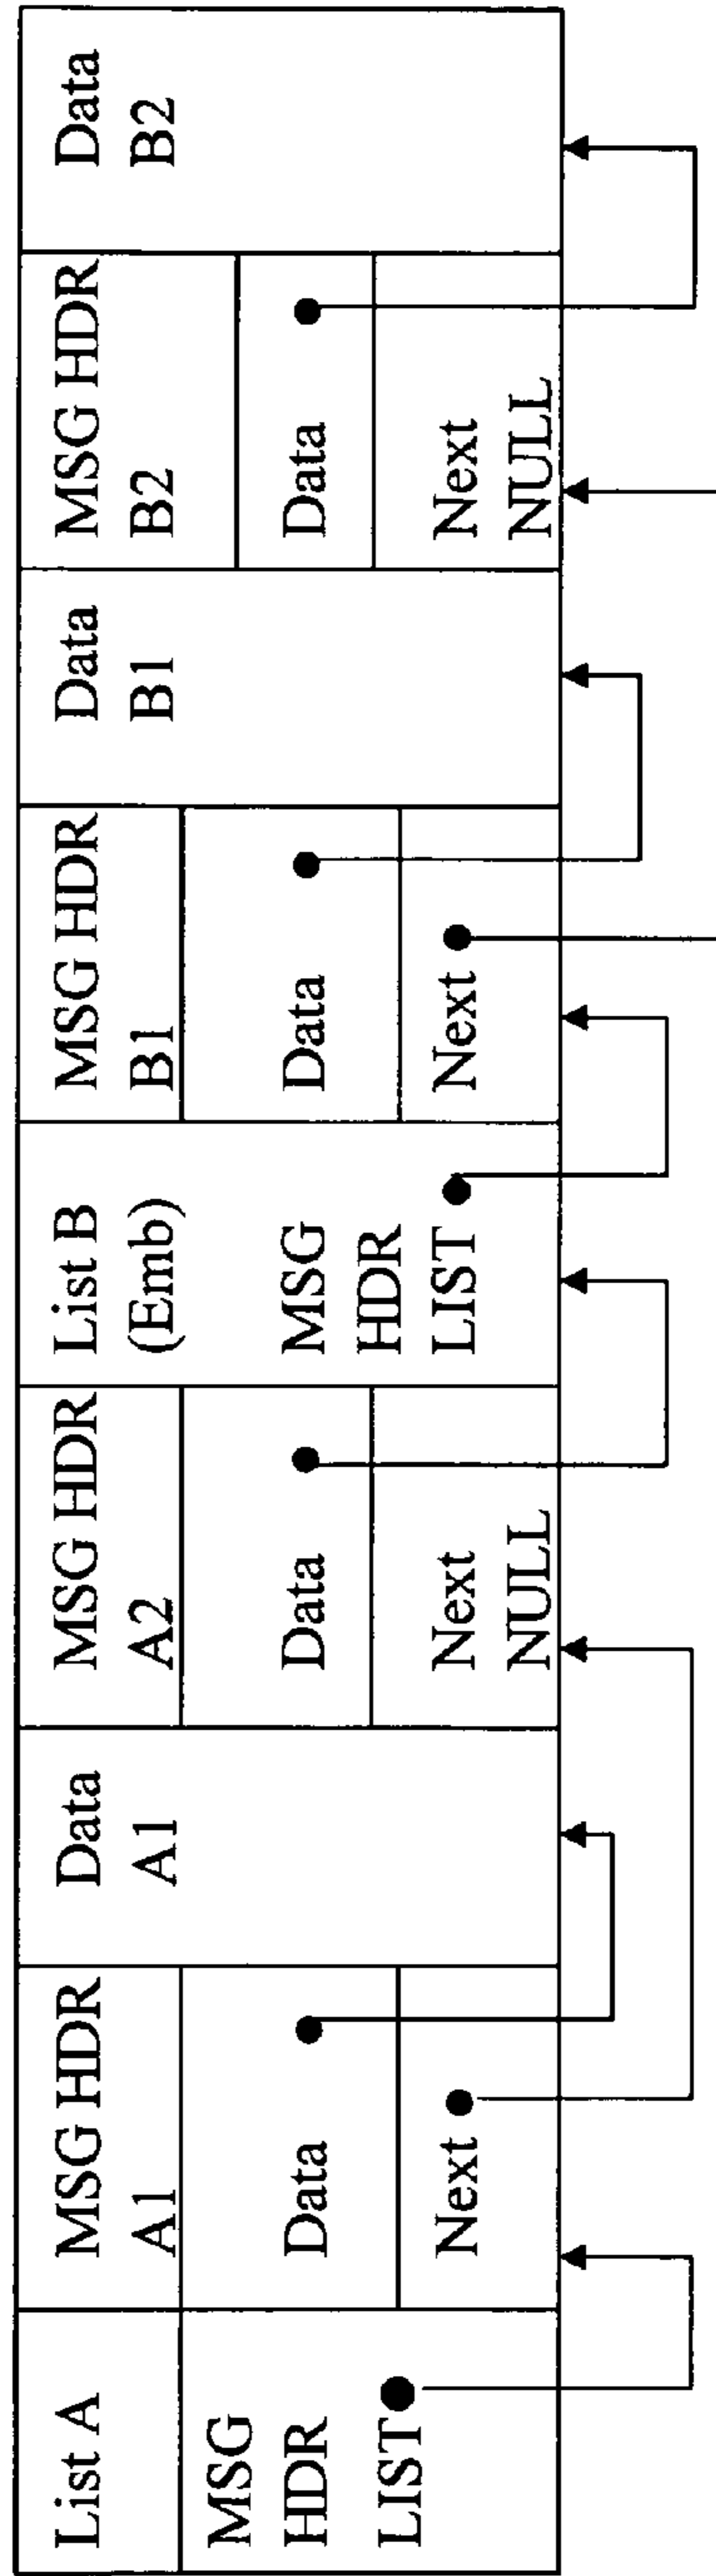 List A
MSG
HDR
LIST
MSG HDR
A1
Data
Next
Data
A1
MSG HDR
A2
Data
Next
NULL
List B
(Emb)
MSG
HDR
LIST
MSG HDR
B1
Data
Next
Data
B1
MSG HDR
B2
Data
Next
NULL
Data
B2